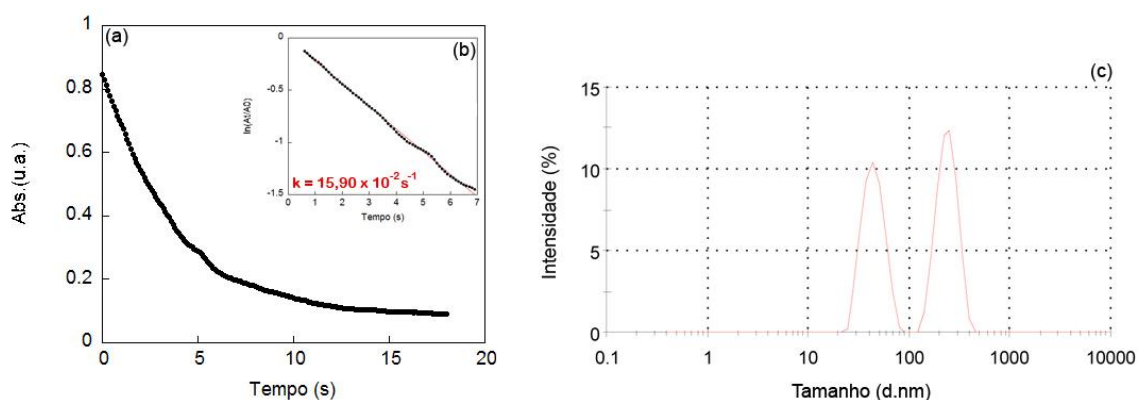 (a)
Abs.(u.a.)
1
0.8
0.6
0.4
0.2
0
0 5 10 15 20
Tempo (s)
(b)
ln(At/A0)
0
-0.5
-1
-1.5
k = 15,90 x 10-2s-1
0 1 2 3 4 5 6 7
Tempo (s)
(c)
Intensidade (%)
15
10
5
0
0.1 1 10 100 1000 10000
Tamanho (d.nm)